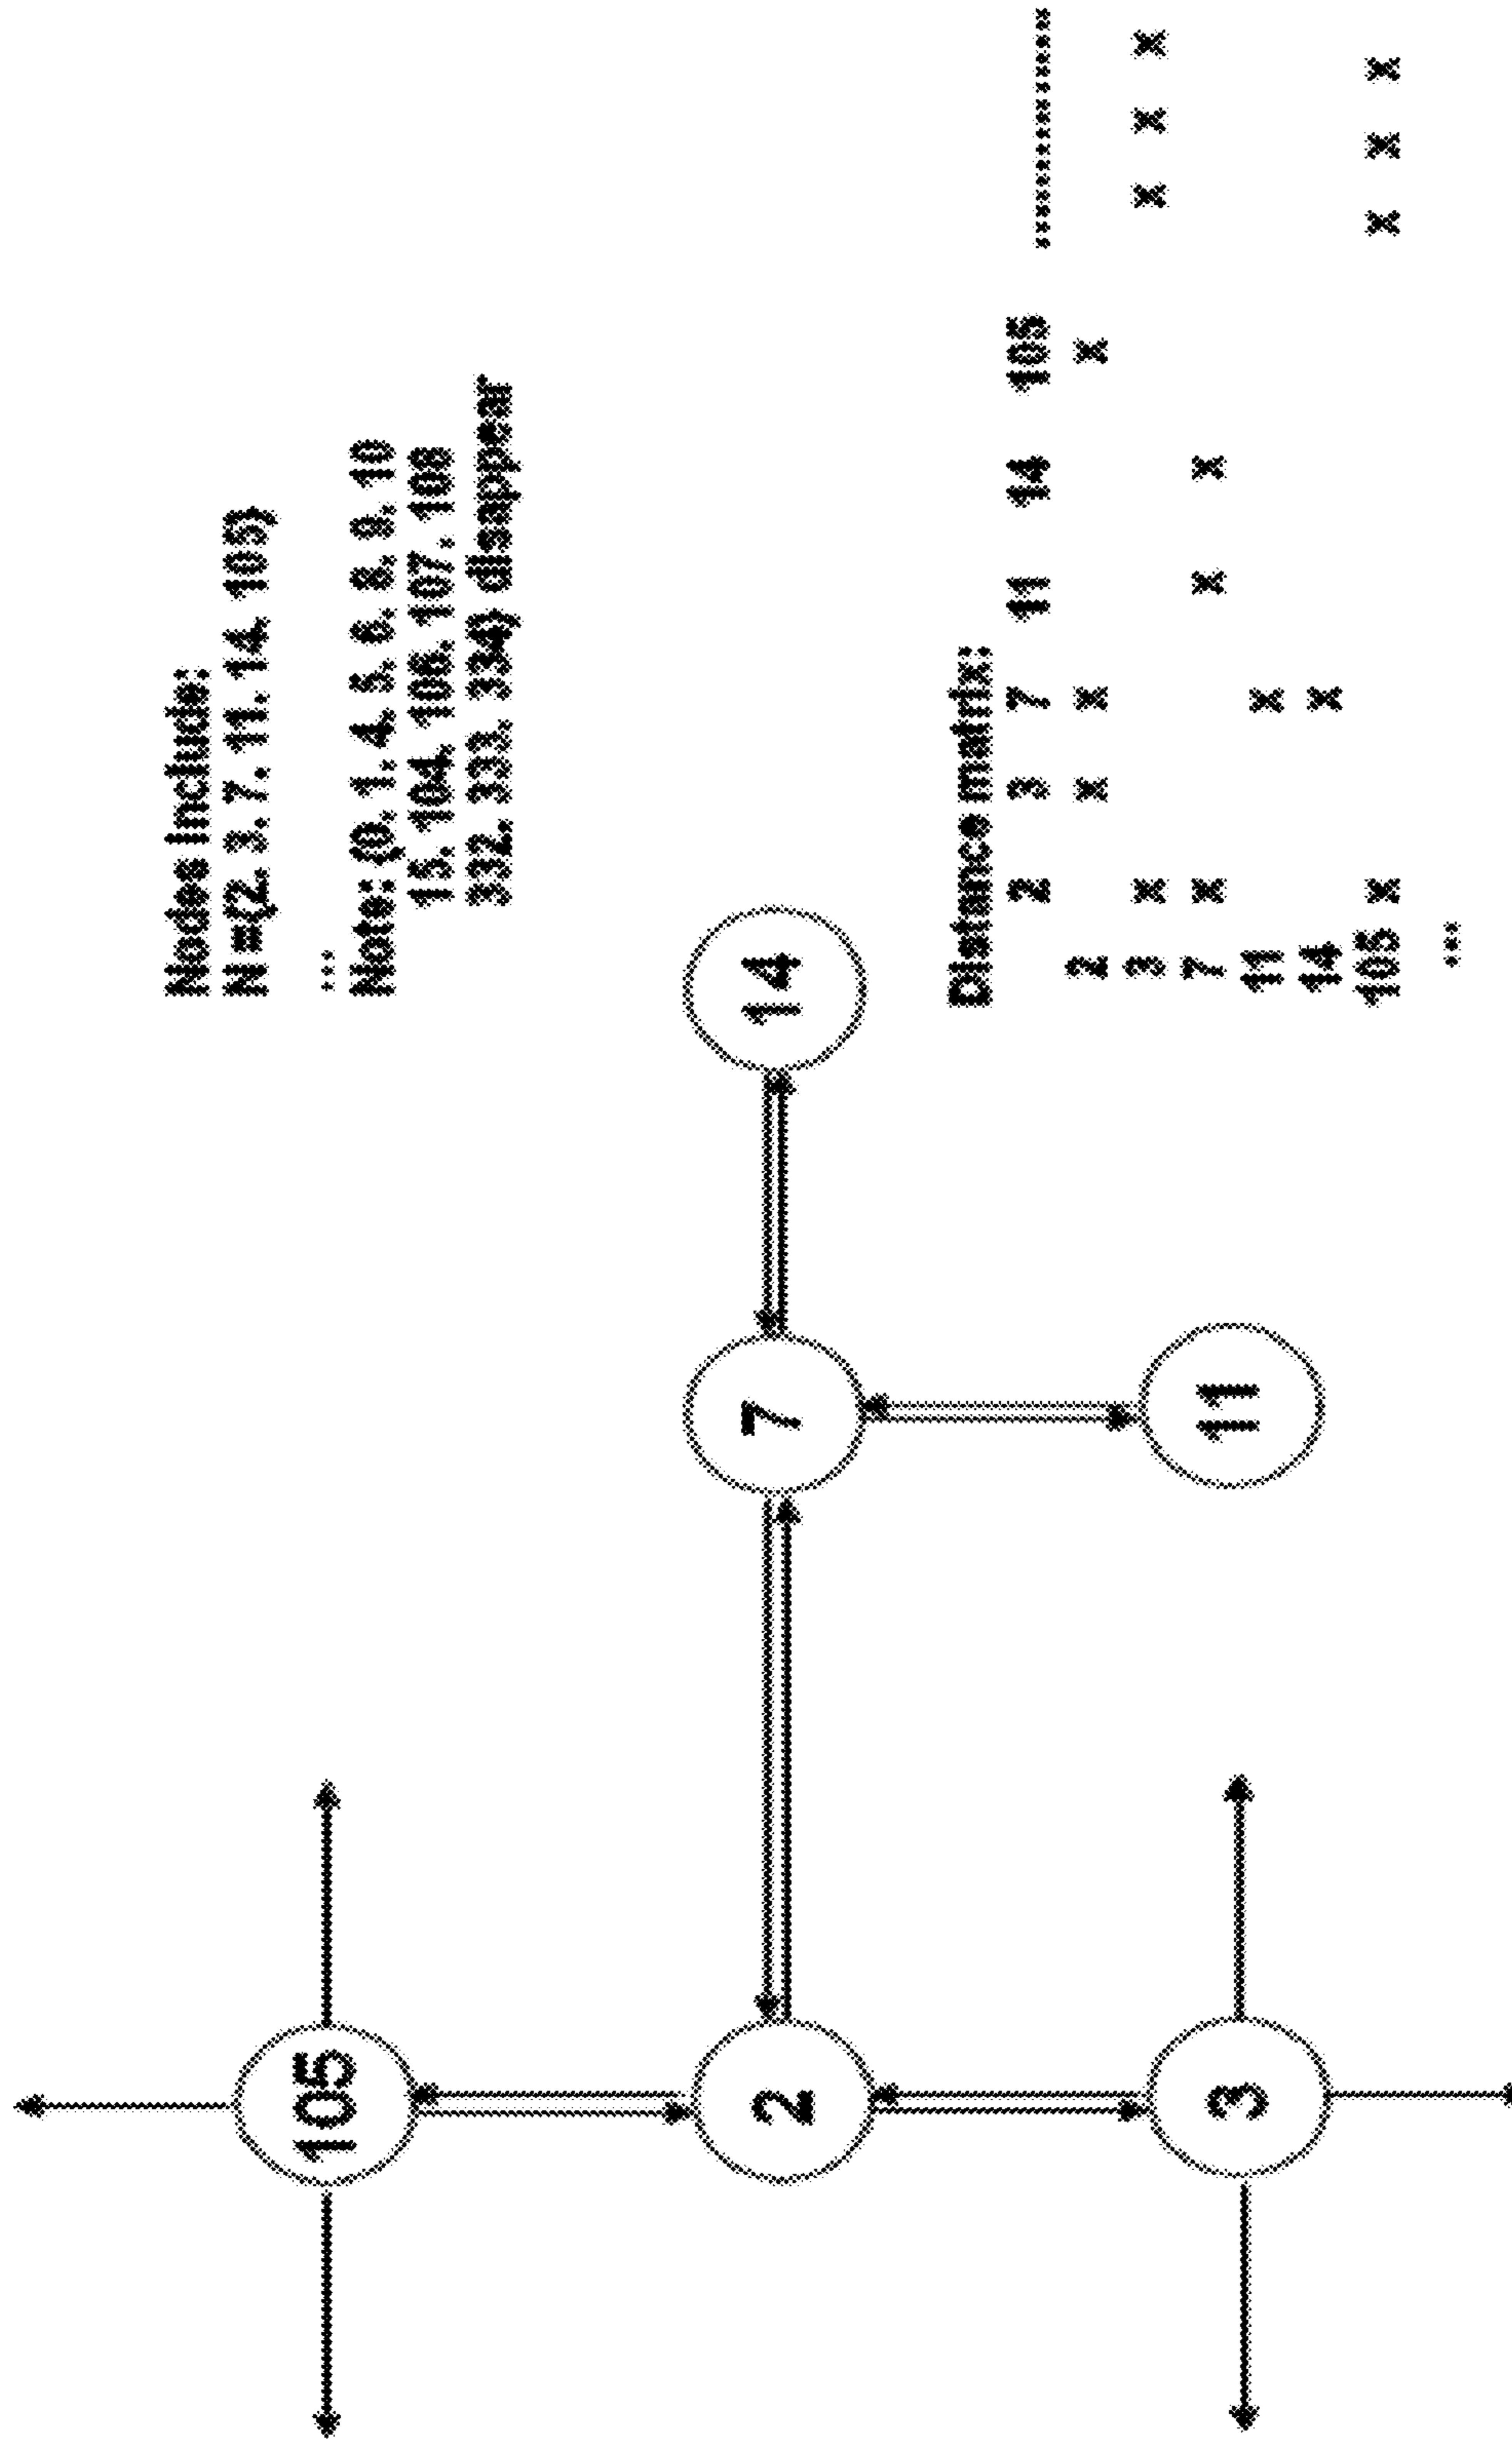 Nodes Include:
N ={2. 3. 7. 11. 14. 105}
...
Note: {0. 1. 4. 5. 6. 8. 9. 10
15. 104. 106. 107. 108
332. 333. 334} disappear
105
2
7
14
3
11
Distance matrix:
2 3 7 11 14 105 ................
2 x x x
3 x x x x
7 x x x
11 x
14 x
105 x x x x
...